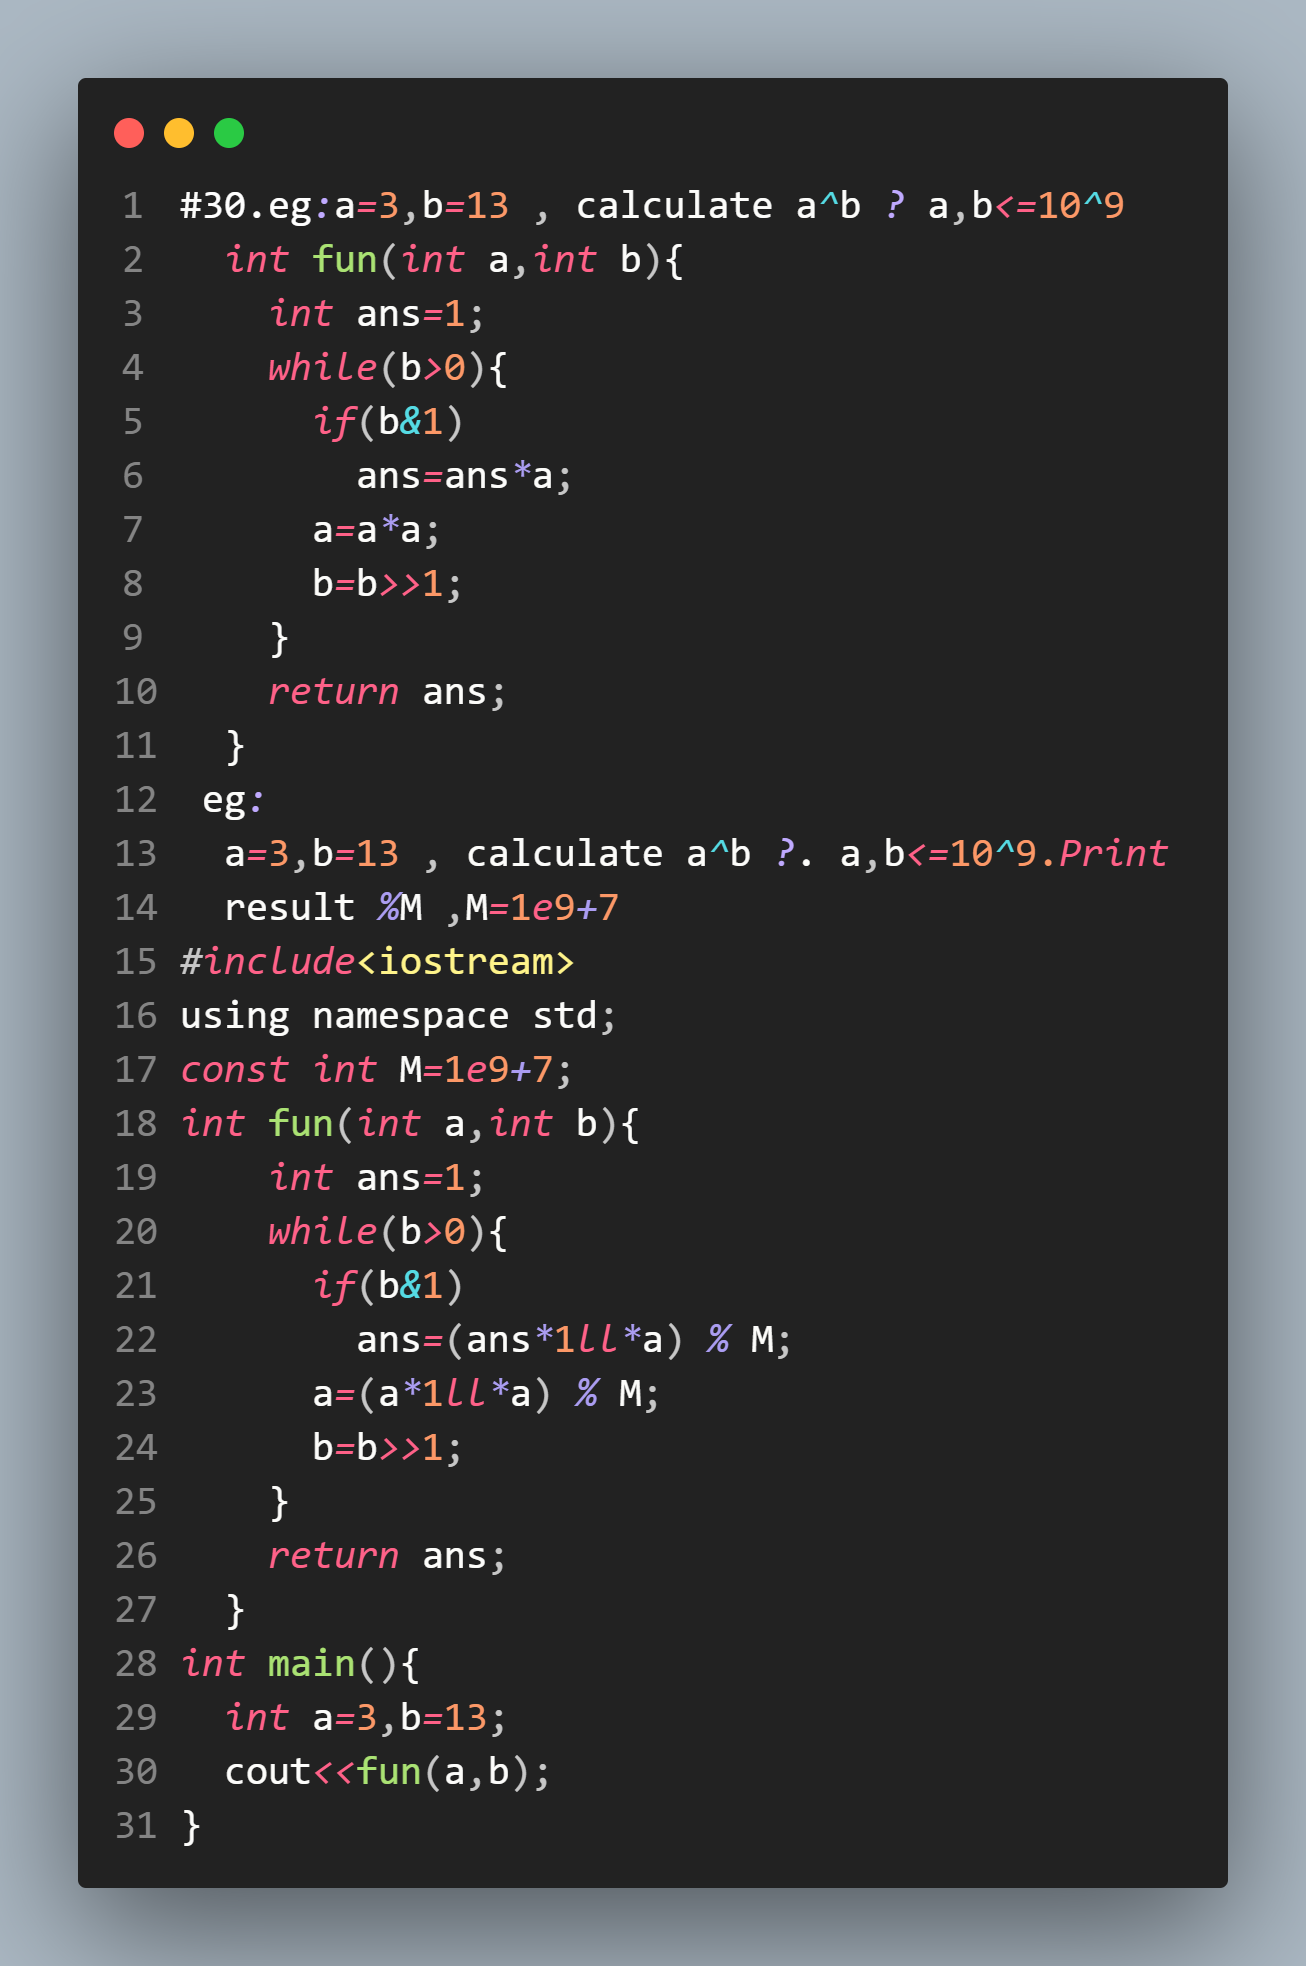 1 #30.eg:a=3,b=13 , calculate a^b ? a,b<=10^9
2   int fun(int a,int b){
3     int ans=1;
4     while(b>0){
5       if(b&1)
6         ans=ans*a;
7       a=a*a;
8       b=b>>1;
9     }
10     return ans;
11   }
12  eg:
13   a=3,b=13 , calculate a^b ?. a,b<=10^9.Print
14   result %M ,M=1e9+7
15 #include<iostream>
16 using namespace std;
17 const int M=1e9+7;
18 int fun(int a,int b){
19     int ans=1;
20     while(b>0){
21       if(b&1)
22         ans=(ans*1ll*a) % M;
23       a=(a*1ll*a) % M;
24       b=b>>1;
25     }
26     return ans;
27   }
28 int main(){
29   int a=3,b=13;
30   cout<<fun(a,b);
31 }